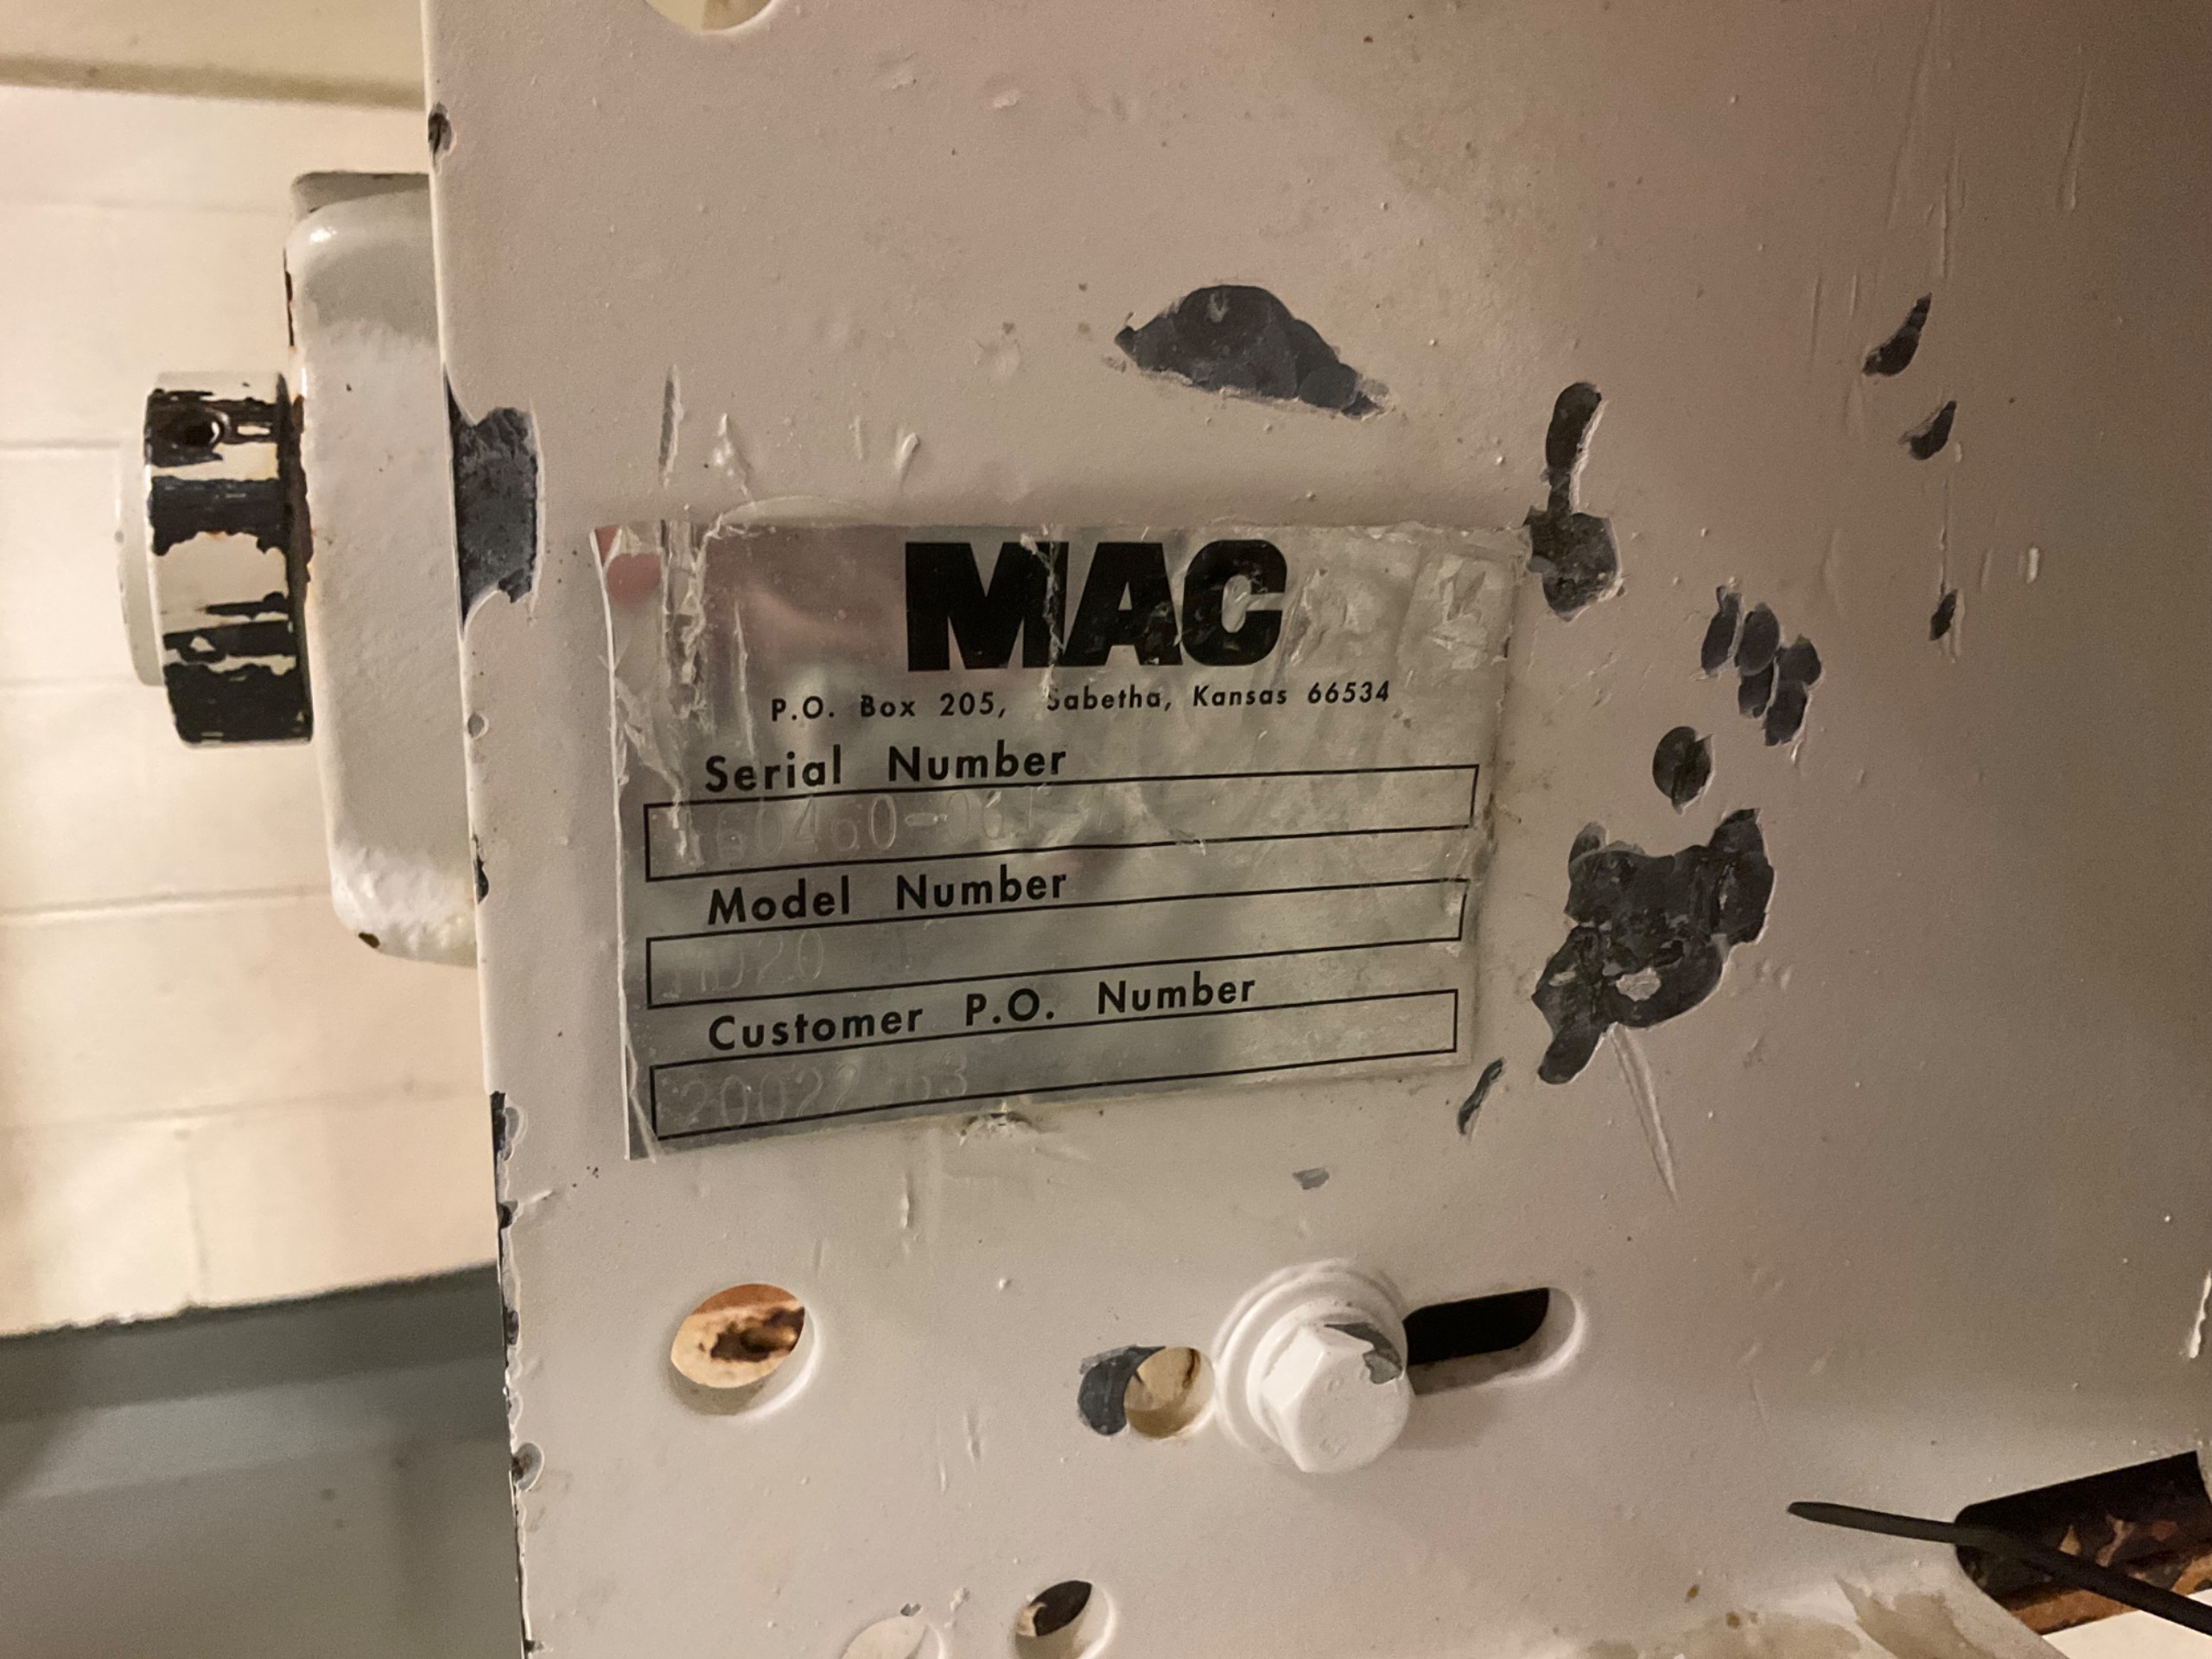 MAC
P.O. Box 205, Sabetha, Kansas 66534
Serial Number
Model Number
Customer P.O. Number